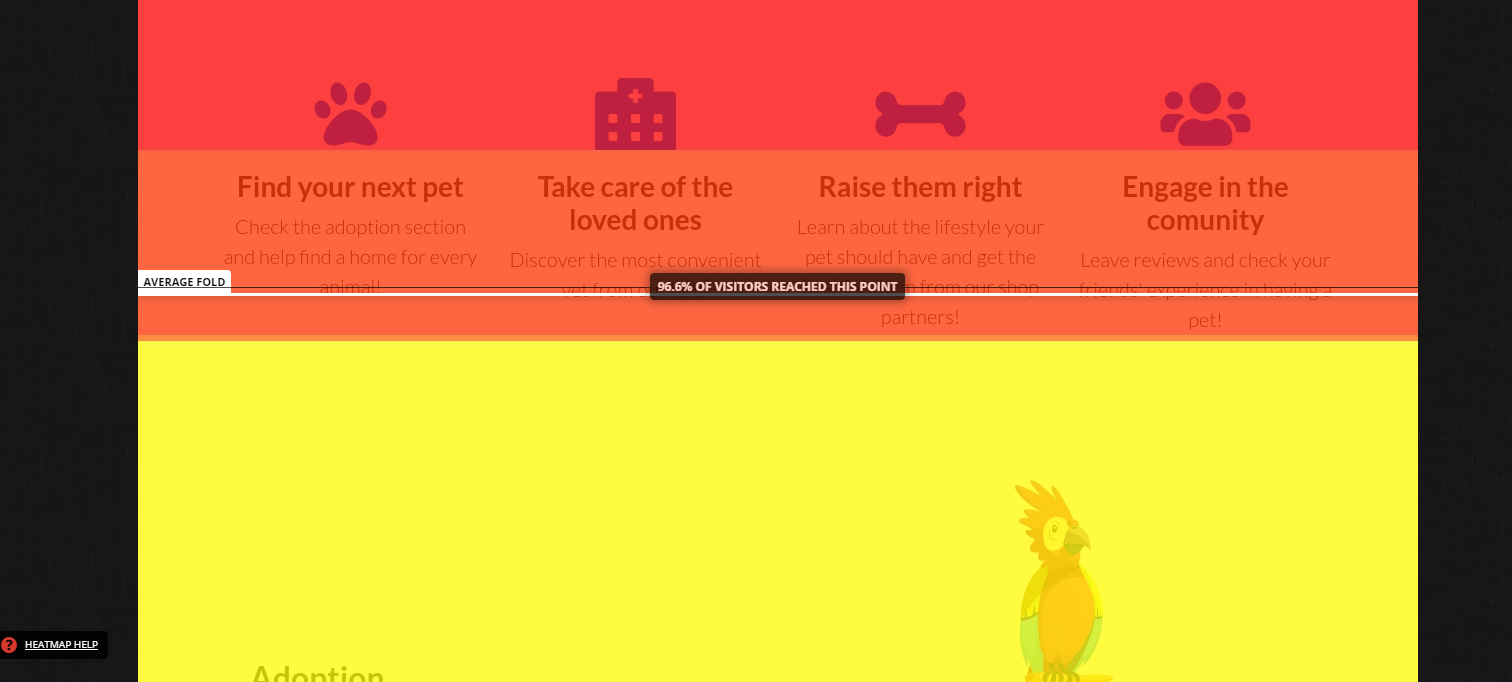 Find your next pet
Check the adoption section
and help find a home for every
animal!
Take care of the
loved ones
Discover the most convenient
vet from
Raise them right
Learn about the lifestyle your
pet should have and get the
from our shop
partners!
Engage in the
comunity
Leave reviews and check your
friends' experience in having a
pet!
AVERAGE FOLD
96.6% OF VISITORS REACHED THIS POINT
HEATMAP HELP
Adoption